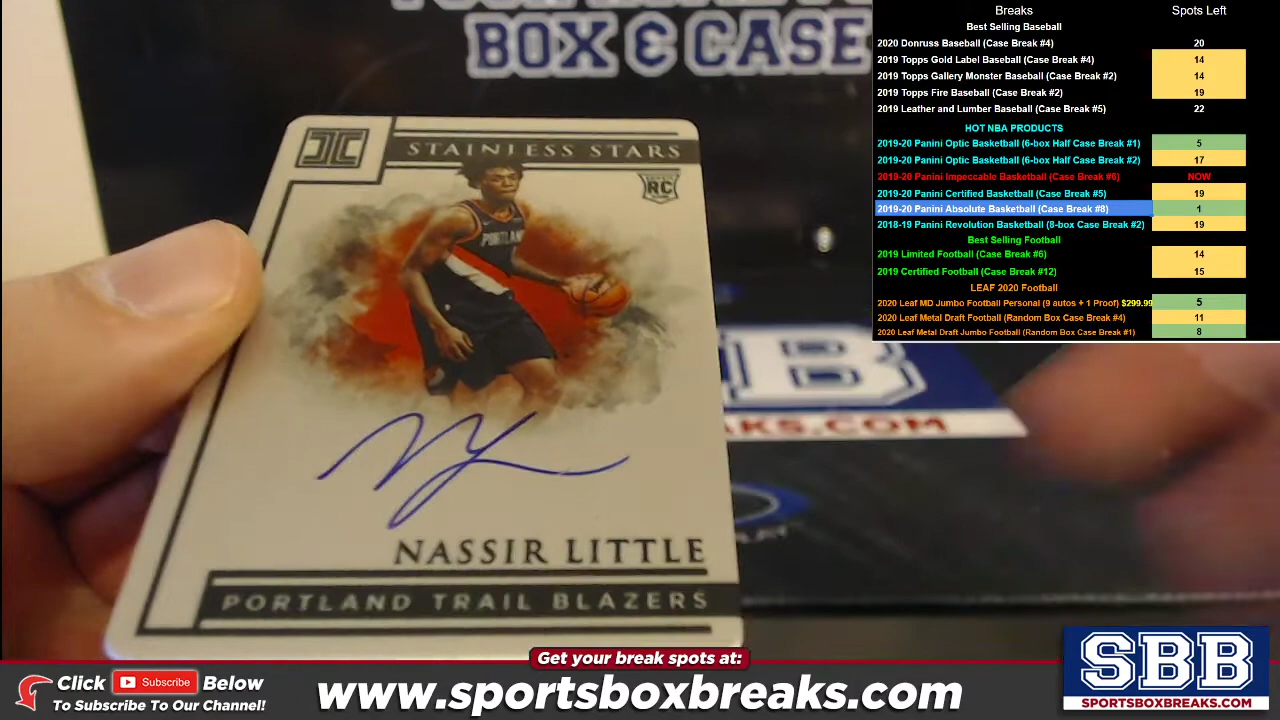 BOX & CASE
Breaks Spots Left
Best Selling Baseball
2020 Donruss Baseball (Case Break #4) 20
2019 Topps Gold Label Baseball (Case Break #4) 14
2019 Topps Gallery Monster Baseball (Case Break #2) 14
2019 Topps Fire Baseball (Case Break #2) 19
2019 Leather and Lumber Baseball (Case Break #5) 22
HOT NBA PRODUCTS
2019-20 Panini Optic Basketball (6-box Half Case Break #1) 5
2019-20 Panini Optic Basketball (6-box Half Case Break #2) 17
2019-20 Panini Impeccable Basketball (Case Break #6) NOW
2019-20 Panini Certified Basketball (Case Break #5) 19
2019-20 Panini Absolute Basketball (Case Break #8) 1
2018-19 Panini Revolution Basketball (8-box Case Break #2) 19
Best Selling Football
2019 Limited Football (Case Break #6) 14
2019 Certified Football (Case Break #12) 15
LEAF 2020 Football
2020 Leaf MD Jumbo Football Personal (9 autos + 1 Proof) $299.99 5
2020 Leaf Metal Draft Football (Random Box Case Break #4) 11
2020 Leaf Metal Draft Jumbo Football (Random Box Case Break #1) 8
STAINLESS STARS
RC
PORTLAND
B
KS.COM
NASSIR LITTLE
PORTLAND TRAIL BLAZERS
Get your break spots at:
Click Subscribe Below
To Subscribe To Our Channel!
www.sportsboxbreaks.com
SBB
SPORTSBOXBREAKS.COM